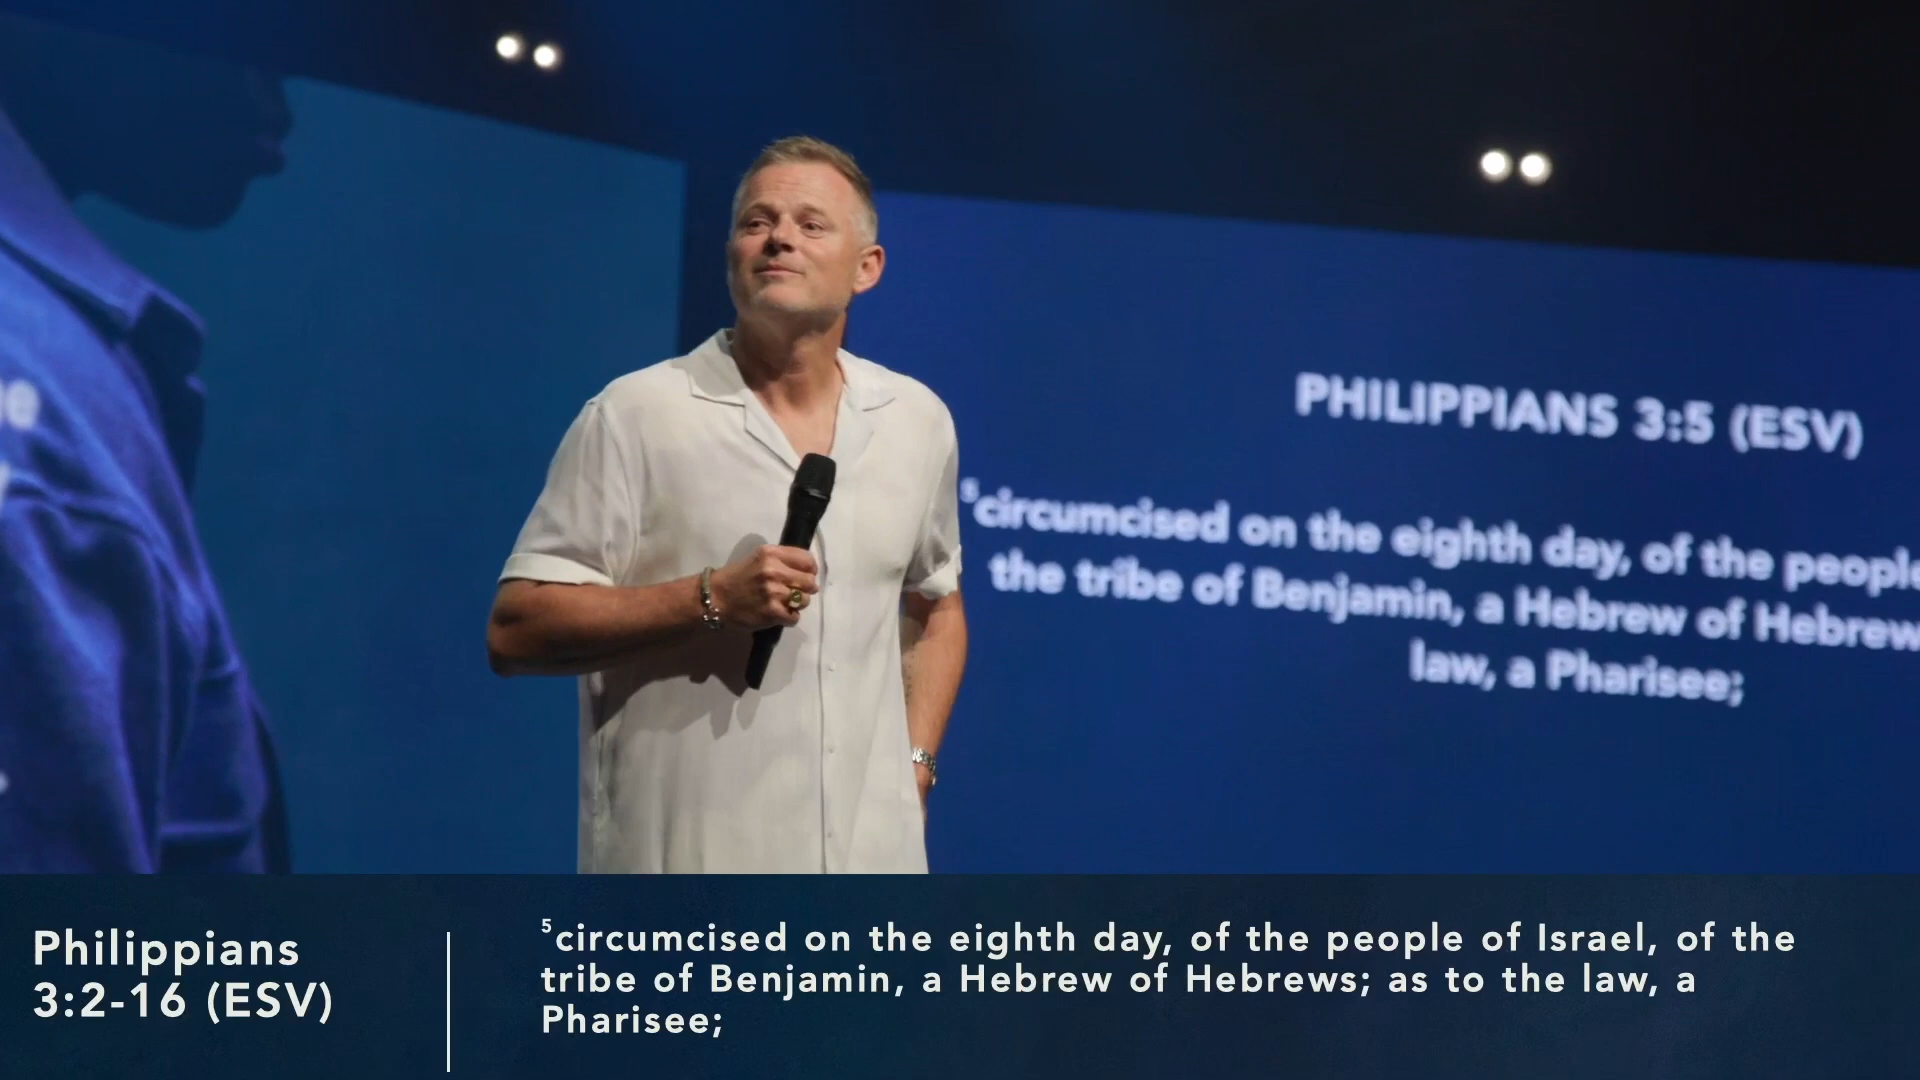 PHILIPPIANS 3:5 (ESV)
5circumcised on the eighth day, of the people
the tribe of Benjamin, a Hebrew of Hebrew
law, a Pharisee;
Philippians
3:2-16 (ESV)
5circumcised on the eighth day, of the people of Israel, of the
tribe of Benjamin, a Hebrew of Hebrews; as to the law, a
Pharisee;